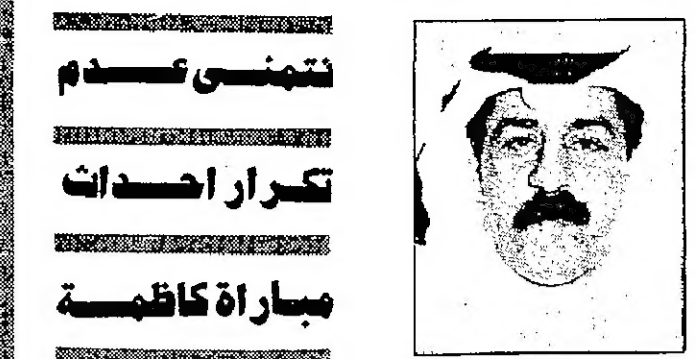 نتمنى عدم
تكرار احداث
مباراة كاظمة